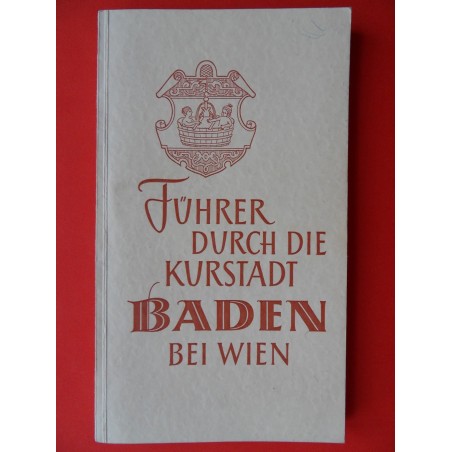 FÜHRER
DURCH DIE
KURSTADT
BADEN
BEI WIEN